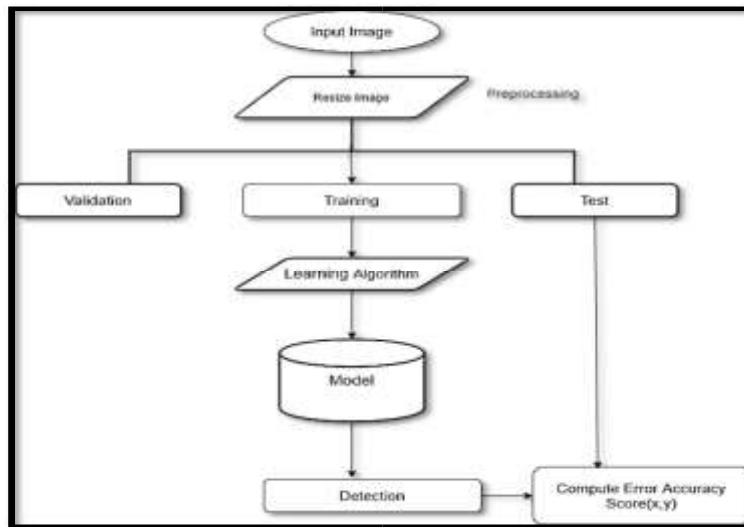 Input Image
Resize Image
Preprocessing
Validation
Training
Test
Learning Algorithm
Model
Detection
Compute Error Accuracy
Score(x,y)